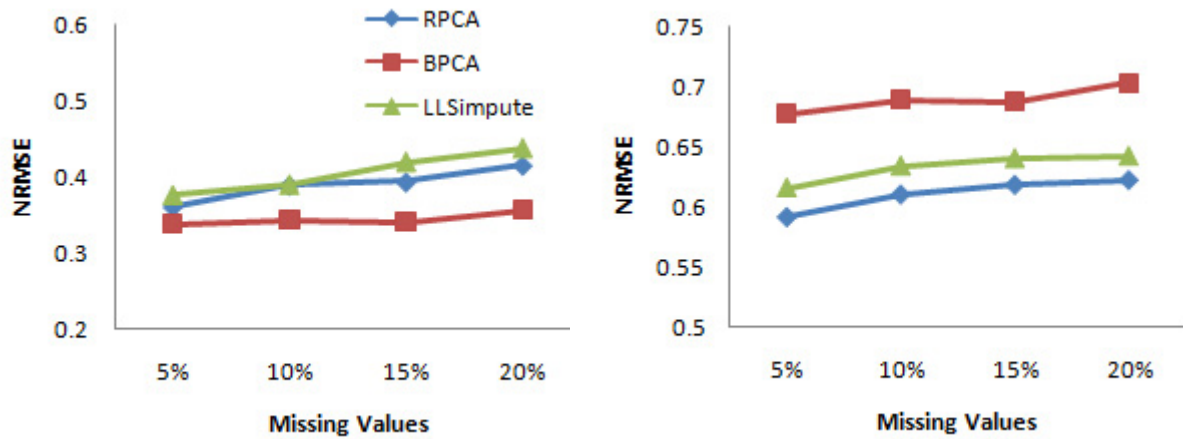 0.6
0.5
0.4
0.3
0.2
NRMSE
RPCA
BPCA
LLSimpute
5% 10% 15% 20%
Missing Values
0.75
0.7
0.65
0.6
0.55
0.5
NRMSE
5% 10% 15% 20%
Missing Values